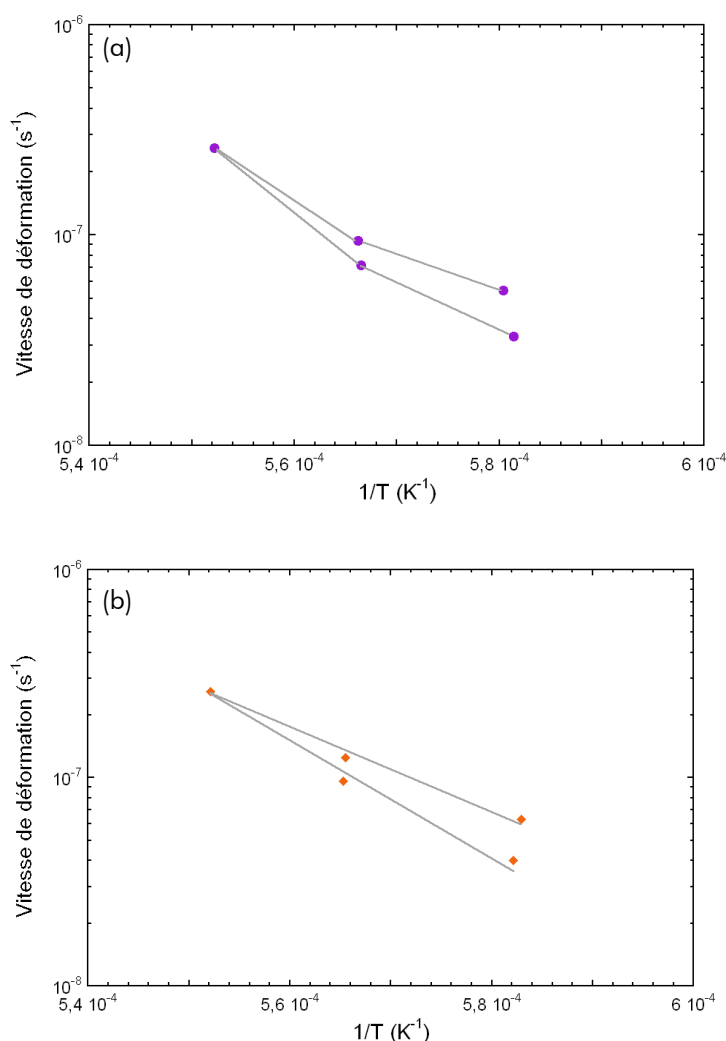 (a)
10⁻⁶
10⁻⁷
10⁻⁸
Vitesse de déformation (s⁻¹)
5,4 10⁻⁴
5,6 10⁻⁴
5,8 10⁻⁴
6 10⁻⁴
1/T (K⁻¹)
(b)
10⁻⁶
10⁻⁷
10⁻⁸
Vitesse de déformation (s⁻¹)
5,4 10⁻⁴
5,6 10⁻⁴
5,8 10⁻⁴
6 10⁻⁴
1/T (K⁻¹)